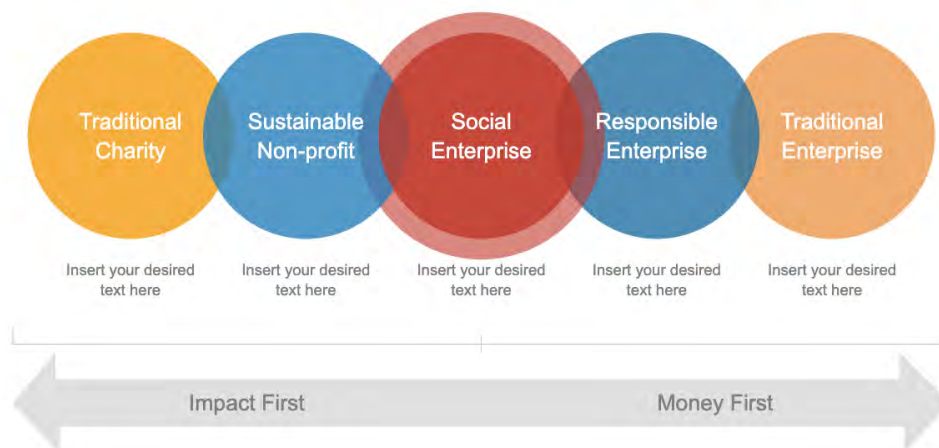 Traditional
Charity
Sustainable
Non-profit
Social
Enterprise
Responsible
Enterprise
Traditional
Enterprise
Insert your desired
text here
Insert your desired
text here
Insert your desired
text here
Insert your desired
text here
Insert your desired
text here
Impact First
Money First